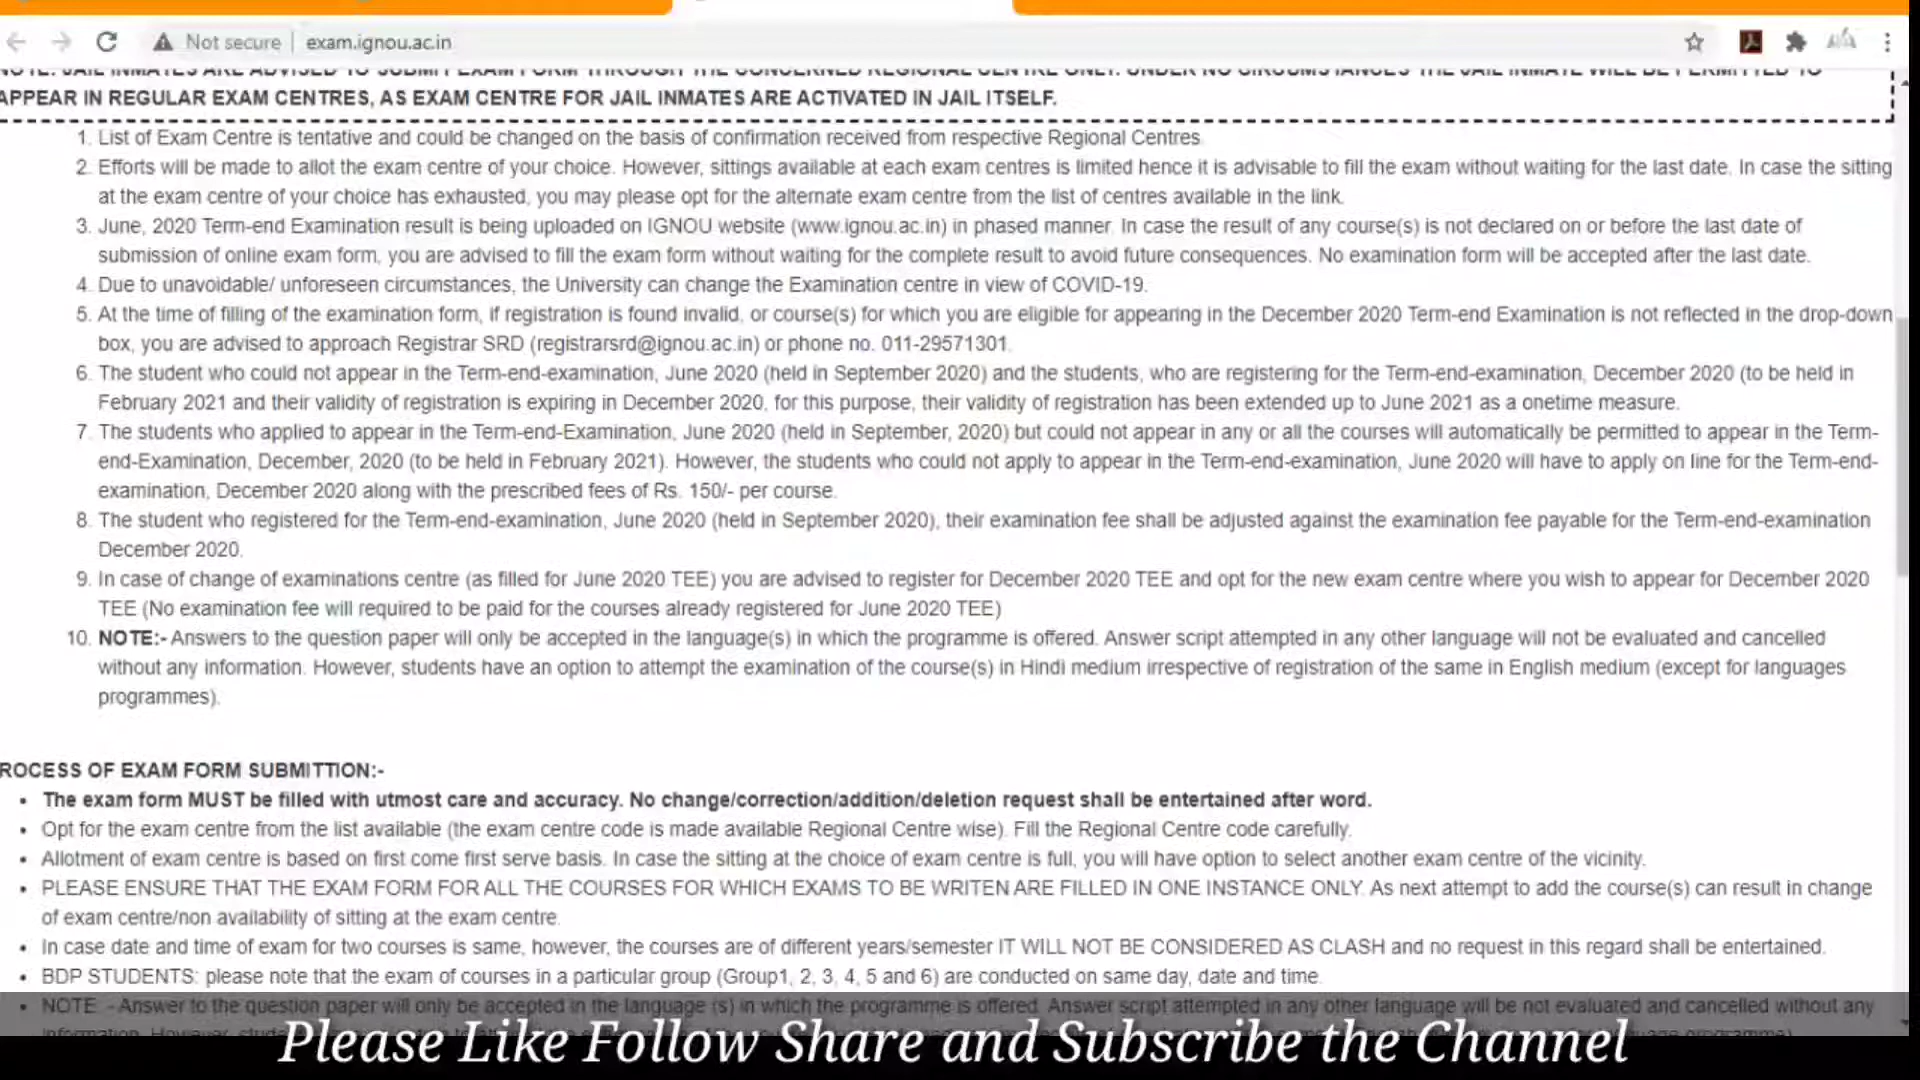 Not secure | exam.ignou.ac.in
NOTE: JAIL INMATES ARE ADVISED TO SUBMIT EXAM FORM THROUGH THE CONCERNED REGIONAL CENTRE ONLY. UNDER NO CIRCUMSTANCES THE JAIL INMATE WILL BE PERMITTED TO
APPEAR IN REGULAR EXAM CENTRES, AS EXAM CENTRE FOR JAIL INMATES ARE ACTIVATED IN JAIL ITSELF.
1. List of Exam Centre is tentative and could be changed on the basis of confirmation received from respective Regional Centres.
2. Efforts will be made to allot the exam centre of your choice. However, sittings available at each exam centres is limited hence it is advisable to fill the exam without waiting for the last date. In case the sitting
at the exam centre of your choice has exhausted, you may please opt for the alternate exam centre from the list of centres available in the link.
3. June, 2020 Term-end Examination result is being uploaded on IGNOU website (www.ignou.ac.in) in phased manner. In case the result of any course(s) is not declared on or before the last date of
submission of online exam form, you are advised to fill the exam form without waiting for the complete result to avoid future consequences. No examination form will be accepted after the last date.
4. Due to unavoidable/ unforeseen circumstances, the University can change the Examination centre in view of COVID-19.
5. At the time of filling of the examination form, if registration is found invalid, or course(s) for which you are eligible for appearing in the December 2020 Term-end Examination is not reflected in the drop-down
box, you are advised to approach Registrar SRD (registrarsrd@ignou.ac.in) or phone no. 011-29571301.
6. The student who could not appear in the Term-end-examination, June 2020 (held in September 2020) and the students, who are registering for the Term-end-examination, December 2020 (to be held in
February 2021 and their validity of registration is expiring in December 2020, for this purpose, their validity of registration has been extended up to June 2021 as a onetime measure.
7. The students who applied to appear in the Term-end-Examination, June 2020 (held in September, 2020) but could not appear in any or all the courses will automatically be permitted to appear in the Term-
end-Examination, December, 2020 (to be held in February 2021). However, the students who could not apply to appear in the Term-end-examination, June 2020 will have to apply on line for the Term-end-
examination, December 2020 along with the prescribed fees of Rs. 150/- per course.
8. The student who registered for the Term-end-examination, June 2020 (held in September 2020), their examination fee shall be adjusted against the examination fee payable for the Term-end-examination
December 2020.
9. In case of change of examinations centre (as filled for June 2020 TEE) you are advised to register for December 2020 TEE and opt for the new exam centre where you wish to appear for December 2020
TEE (No examination fee will required to be paid for the courses already registered for June 2020 TEE)
10. NOTE:- Answers to the question paper will only be accepted in the language(s) in which the programme is offered. Answer script attempted in any other language will not be evaluated and cancelled
without any information. However, students have an option to attempt the examination of the course(s) in Hindi medium irrespective of registration of the same in English medium (except for languages
programmes).
ROCESS OF EXAM FORM SUBMITTION:-
• The exam form MUST be filled with utmost care and accuracy. No change/correction/addition/deletion request shall be entertained after word.
• Opt for the exam centre from the list available (the exam centre code is made available Regional Centre wise). Fill the Regional Centre code carefully.
• Allotment of exam centre is based on first come first serve basis. In case the sitting at the choice of exam centre is full, you will have option to select another exam centre of the vicinity.
• PLEASE ENSURE THAT THE EXAM FORM FOR ALL THE COURSES FOR WHICH EXAMS TO BE WRITEN ARE FILLED IN ONE INSTANCE ONLY. As next attempt to add the course(s) can result in change
of exam centre/non availability of sitting at the exam centre.
• In case date and time of exam for two courses is same, however, the courses are of different years/semester IT WILL NOT BE CONSIDERED AS CLASH and no request in this regard shall be entertained.
• BDP STUDENTS: please note that the exam of courses in a particular group (Group1, 2, 3, 4, 5 and 6) are conducted on same day, date and time.
• NOTE: - Answer to the question paper will only be accepted in the language (s) in which the programme is offered. Answer script attempted in any other language will be not evaluated and cancelled without any
Please Like Follow Share and Subscribe the Channel